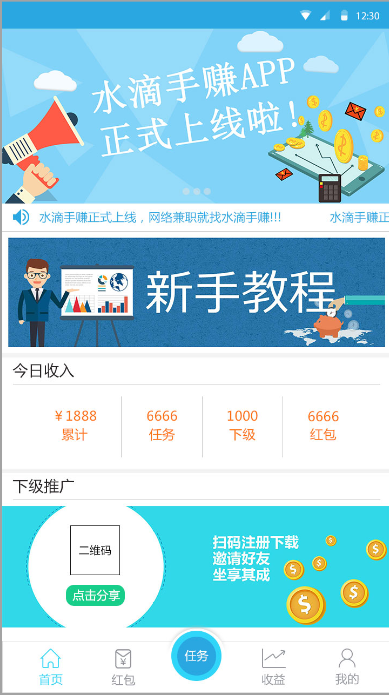 12:30
水滴手赚APP
正式上线啦!
水滴手赚正式上线，网络兼职就找水滴手赚!!! 水滴手赚正
新手教程
今日收入
￥1888 6666 1000 6666
累计 任务 下级 红包
下级推广
二维码
点击分享
扫码注册下载
邀请好友
坐享其成
首页 红包 任务 收益 我的